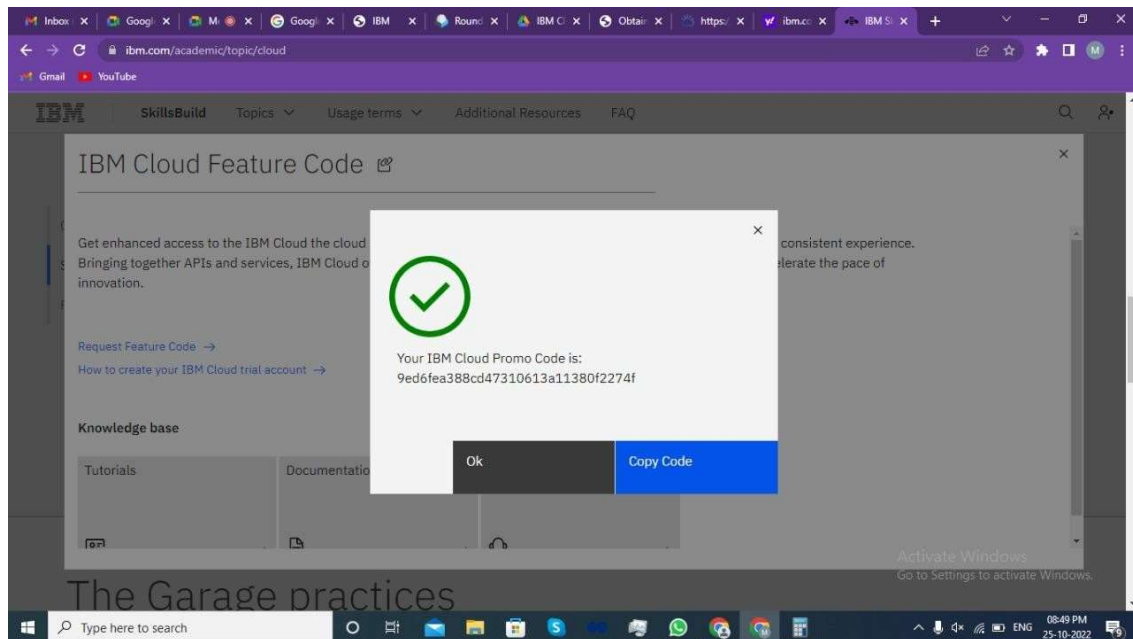 Inbox
Googl
M
Googl
IBM
Round
IBM Cl
Obtain
https:/
ibm.co
IBM S
ibm.com/academic/topic/cloud
M
Gmail
YouTube
IBM
SkillsBuild
Topics
Usage terms
Additional Resources
FAQ
IBM Cloud Feature Code
Get enhanced access to the IBM Cloud the cloud
consistent experience.
Bringing together APIs and services, IBM Cloud o
elerate the pace of
innovation.
Request Feature Code →
How to create your IBM Cloud trial account →
Your IBM Cloud Promo Code is:
9ed6fea388cd47310613a11380f2274f
Knowledge base
Ok
Copy Code
Tutorials
Documentatio
Activate Windows
Go to Settings to activate Windows.
The Garage practices
Type here to search
ENG
08:49 PM
25-10-2022